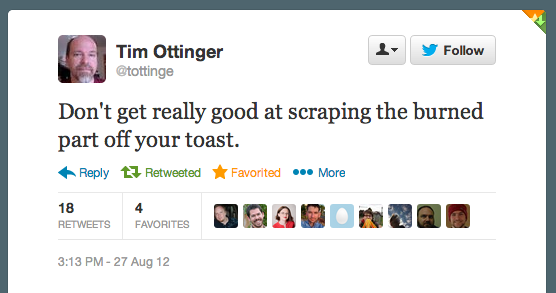 Tim Ottinger
@tottinge
Follow
Don't get really good at scraping the burned
part off your toast.
Reply Retweeted Favorited ••• More
18 RETWEETS 4 FAVORITES
3:13 PM - 27 Aug 12